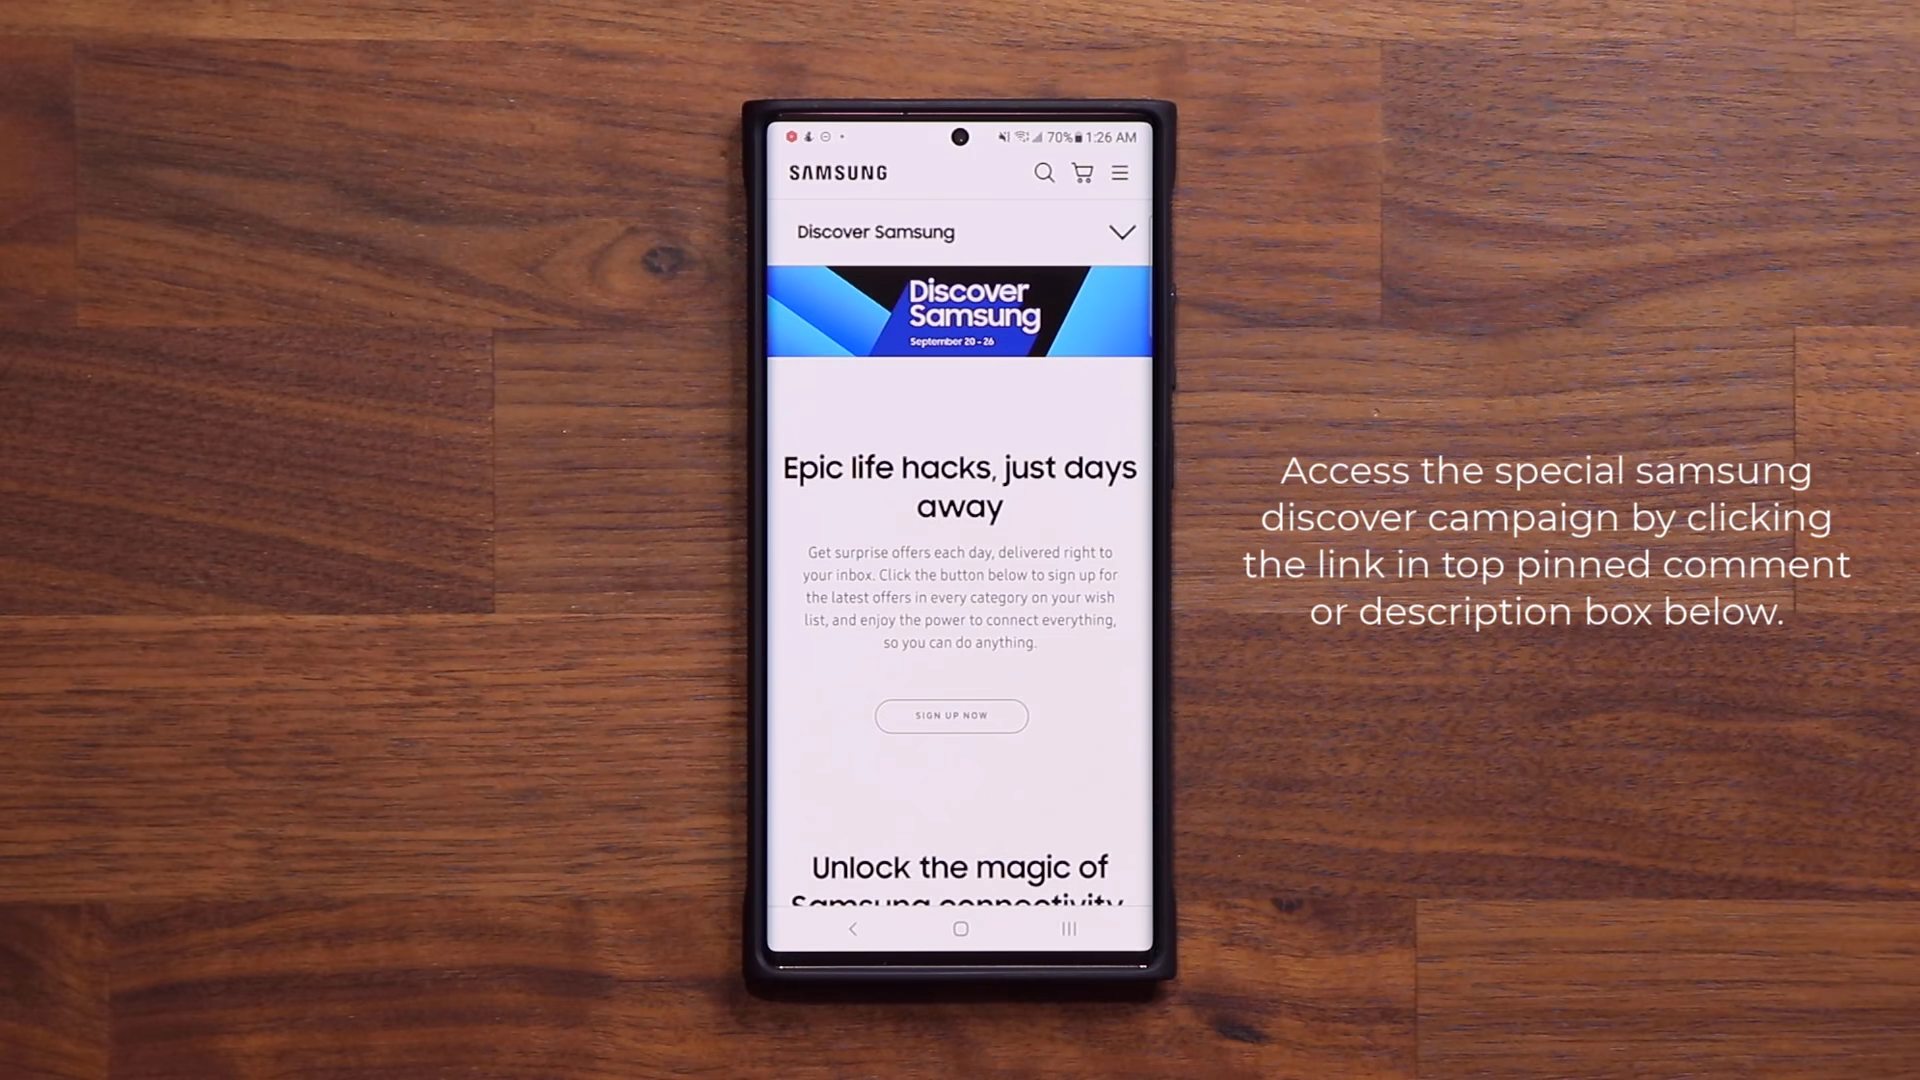 70% 1:26 AM
SAMSUNG
Discover Samsung
Discover
Samsung
September 20 - 26
Epic life hacks, just days
away
Get surprise offers each day, delivered right to
your inbox. Click the button below to sign up for
the latest offers in every category on your wish
list, and enjoy the power to connect everything,
so you can do anything.
SIGN UP NOW
Unlock the magic of
Samsung connectivity
Access the special samsung
discover campaign by clicking
the link in top pinned comment
or description box below.